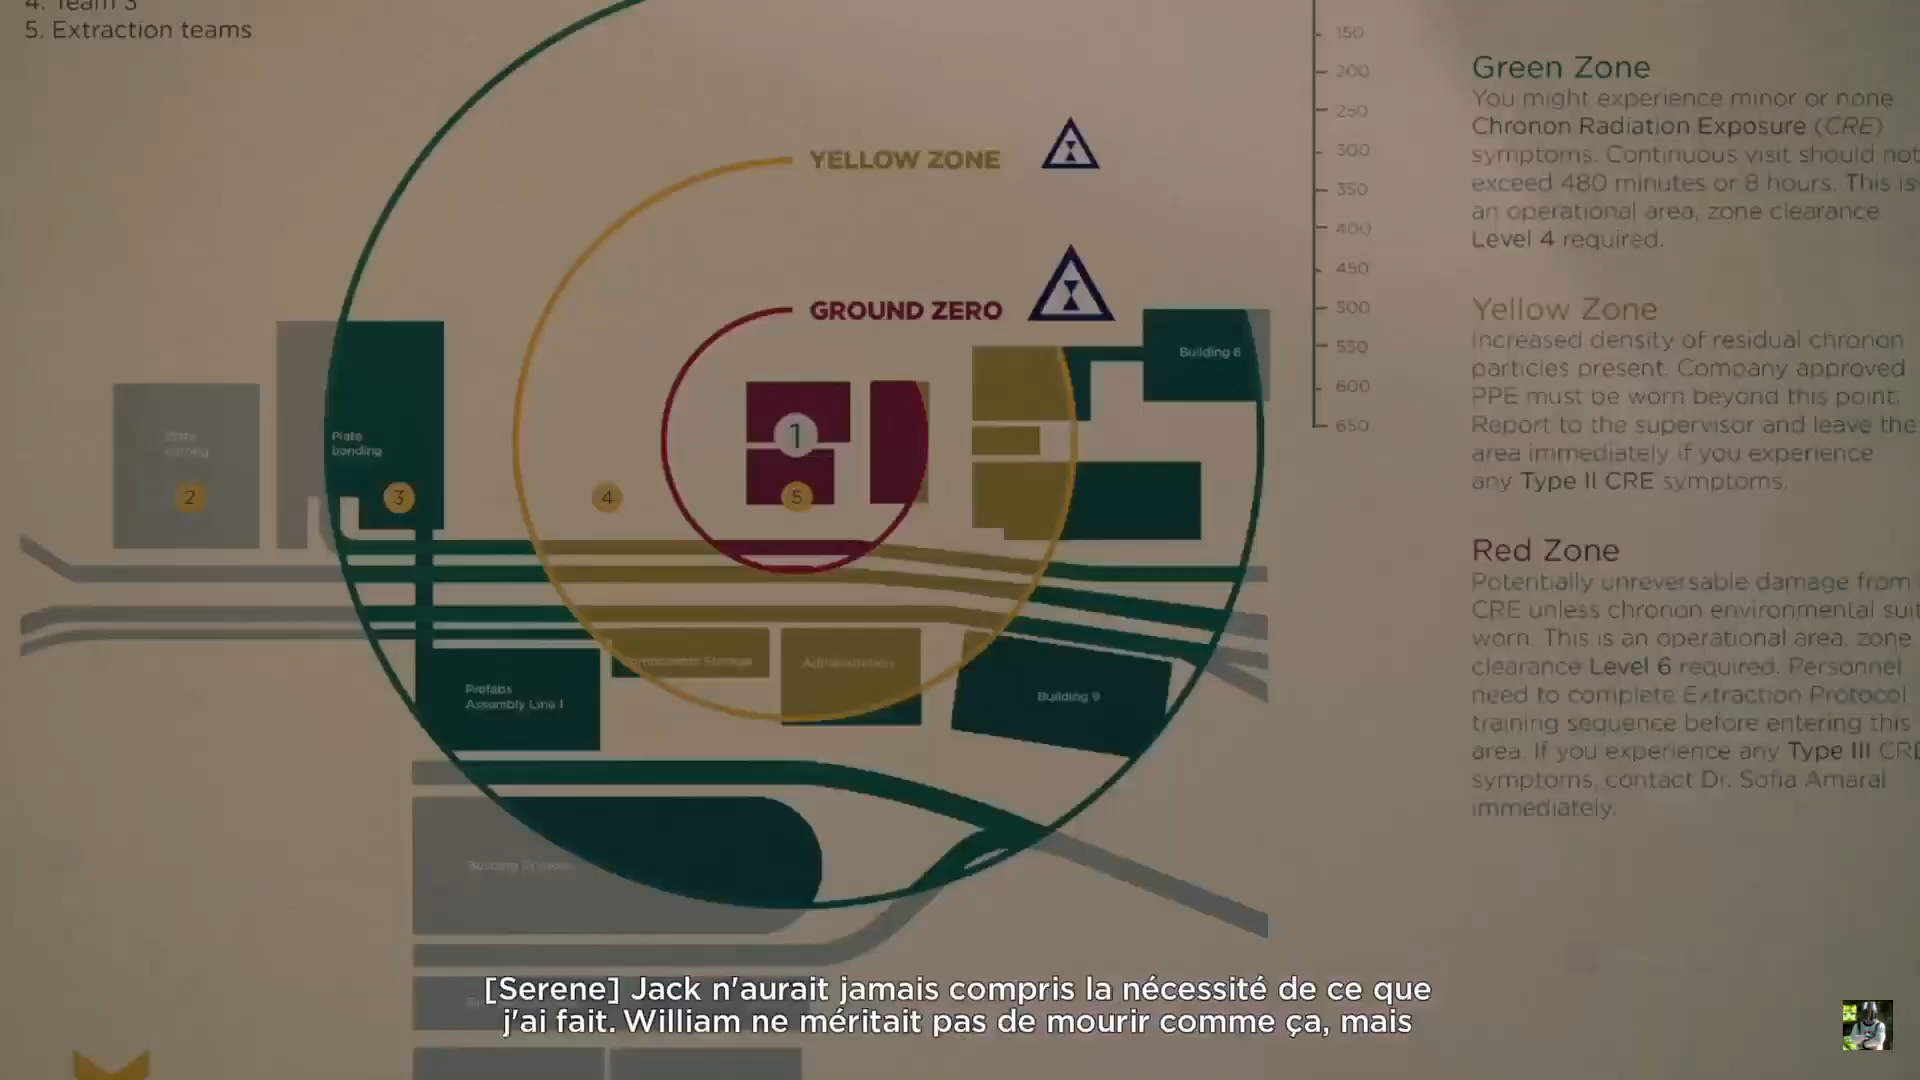 4. Team 3
5. Extraction teams
150
200
250
300
350
400
450
500
550
600
650
YELLOW ZONE
GROUND ZERO
Building 6
Plate
bonding
1
2
3
4
5
Components Storage
Administration
Prefabs
Assembly Line 1
Building 9
Building
Green Zone
You might experience minor or none
Chronon Radiation Exposure (CRE)
symptoms. Continuous visit should not
exceed 480 minutes or 8 hours. This is
an operational area, zone clearance
Level 4 required.
Yellow Zone
Increased density of residual chronon
particles present. Company approved
PPE must be worn beyond this point.
Report to the supervisor and leave the
area immediately if you experience
any Type II CRE symptoms.
Red Zone
Potentially unreversable damage from
CRE unless chronon environmental suit
worn. This is an operational area, zone
clearance Level 6 required. Personnel
need to complete Extraction Protocol
training sequence before entering this
area. If you experience any Type III CRE
symptoms, contact Dr. Sofia Amaral
immediately.
[Serene] Jack n'aurait jamais compris la nécessité de ce que
j'ai fait. William ne méritait pas de mourir comme ça, mais